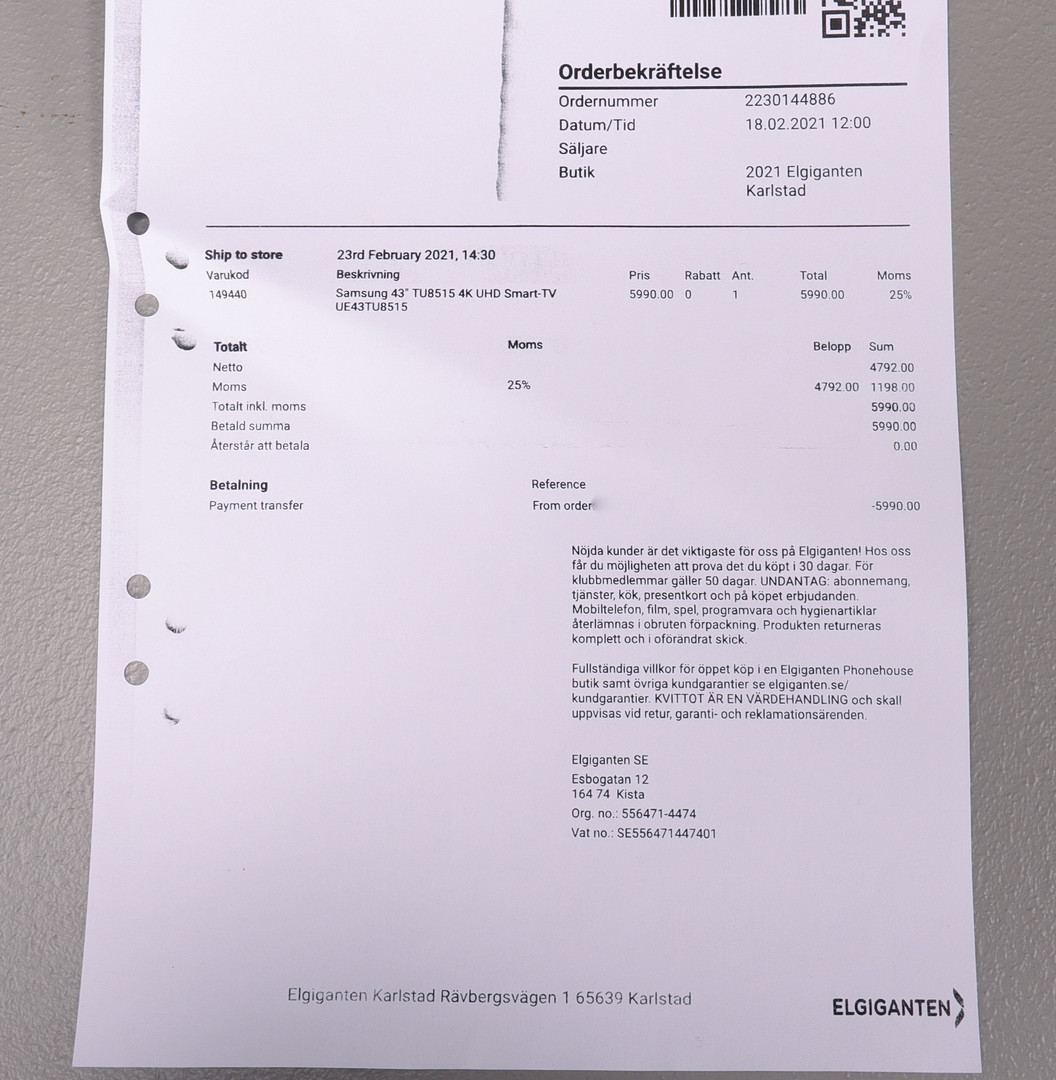 Orderbekräftelse
Ordernummer 2230144886
Datum/Tid 18.02.2021 12:00
Säljare
Butik 2021 Elgiganten
Karlstad
Ship to store 23rd February 2021, 14:30
Varukod Beskrivning Pris Rabatt Ant. Total Moms
149440 Samsung 43" TU8515 4K UHD Smart-TV 5990.00 0 1 5990.00 25%
UE43TU8515
Totalt Moms Belopp Sum
Netto 4792.00
Moms 25% 4792.00 1198.00
Totalt inkl. moms 5990.00
Betald summa 5990.00
Återstår att betala 0.00
Betalning Reference
Payment transfer From order -5990.00
Nöjda kunder är det viktigaste för oss på Elgiganten! Hos oss
får du möjligheten att prova det du köpt i 30 dagar. För
klubbmedlemmar gäller 50 dagar. UNDANTAG: abonnemang,
tjänster, kök, presentkort och på köpet erbjudanden.
Mobiltelefon, film, spel, programvara och hygienartiklar
återlämnas i obruten förpackning. Produkten returneras
komplett och i oförändrat skick.
Fullständiga villkor för öppet köp i en Elgiganten Phonehouse
butik samt övriga kundgarantier se elgiganten.se/
kundgarantier. KVITTOT ÄR EN VÄRDEHANDLING och skall
uppvisas vid retur, garanti- och reklamationsärenden.
Elgiganten SE
Esbogatan 12
164 74 Kista
Org. no.: 556471-4474
Vat no.: SE556471447401
Elgiganten Karlstad Rävbergsvägen 1 65639 Karlstad
ELGIGANTEN